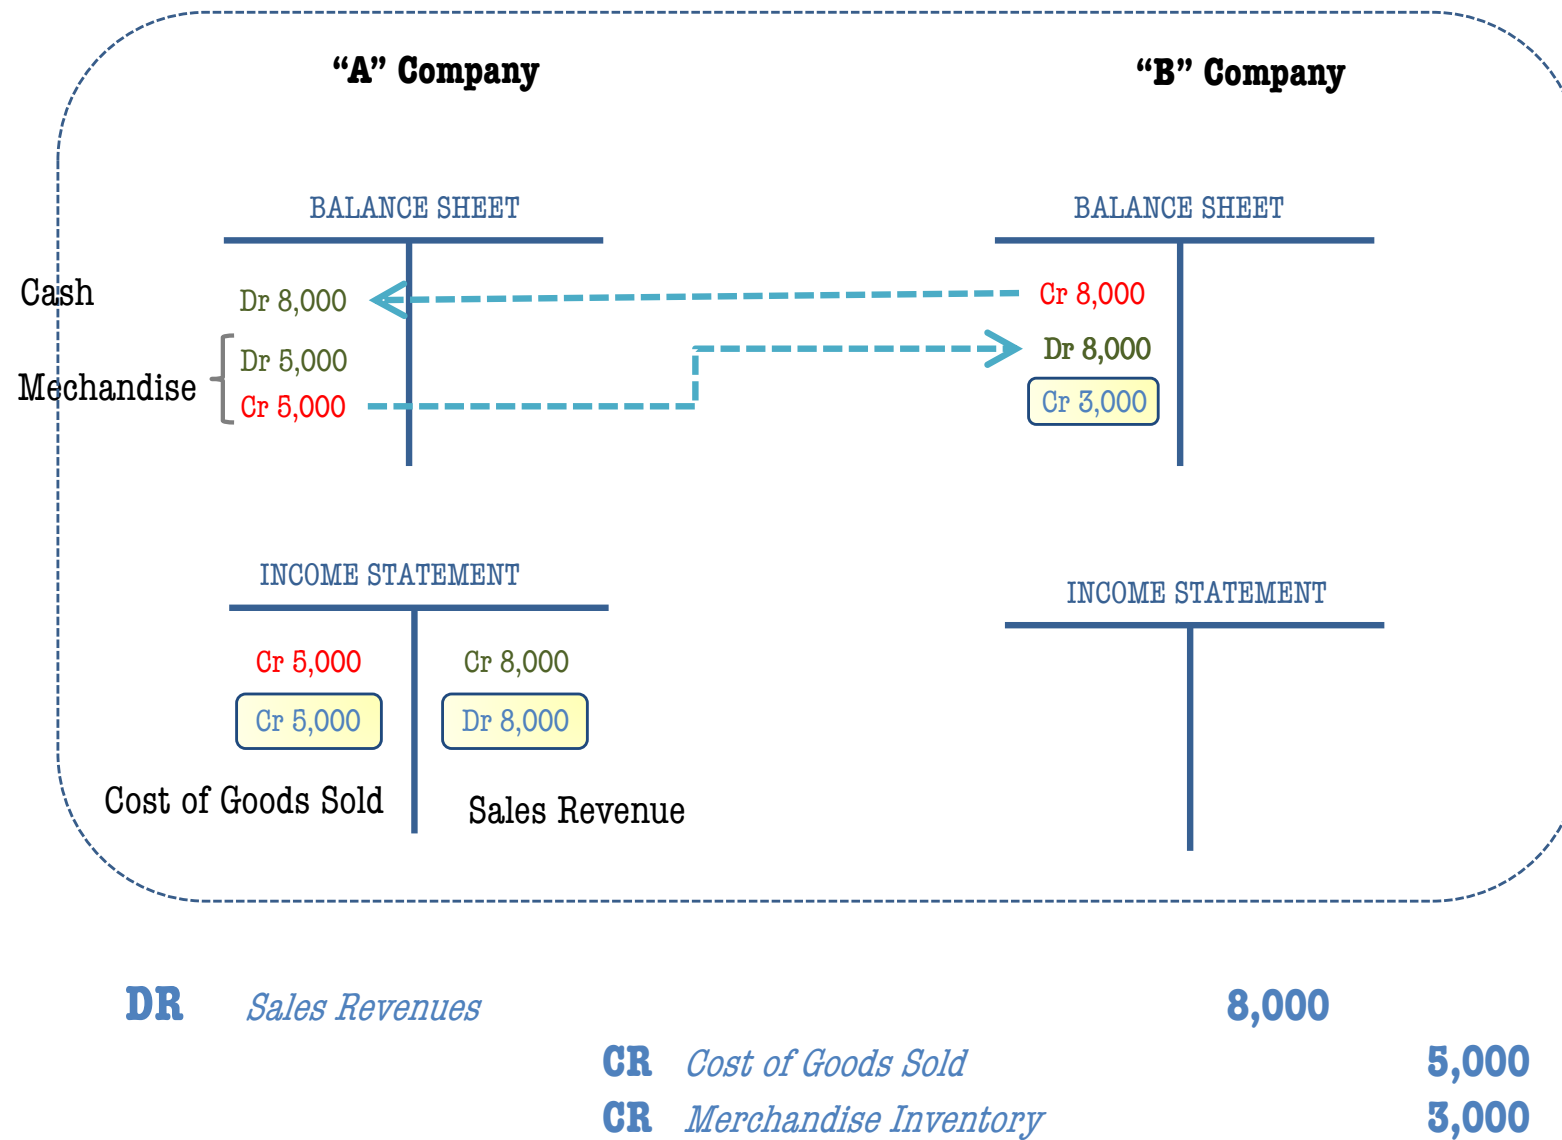 “A” Company
“B” Company
BALANCE SHEET
BALANCE SHEET
Cash
Dr 8,000
Cr 8,000
Dr 5,000
Dr 8,000
Mechandise
Cr 5,000
Cr 3,000
INCOME STATEMENT
INCOME STATEMENT
Cr 5,000
Cr 8,000
Cr 5,000
Dr 8,000
Cost of Goods Sold
Sales Revenue
DR Sales Revenues 8,000
CR Cost of Goods Sold 5,000
CR Merchandise Inventory 3,000